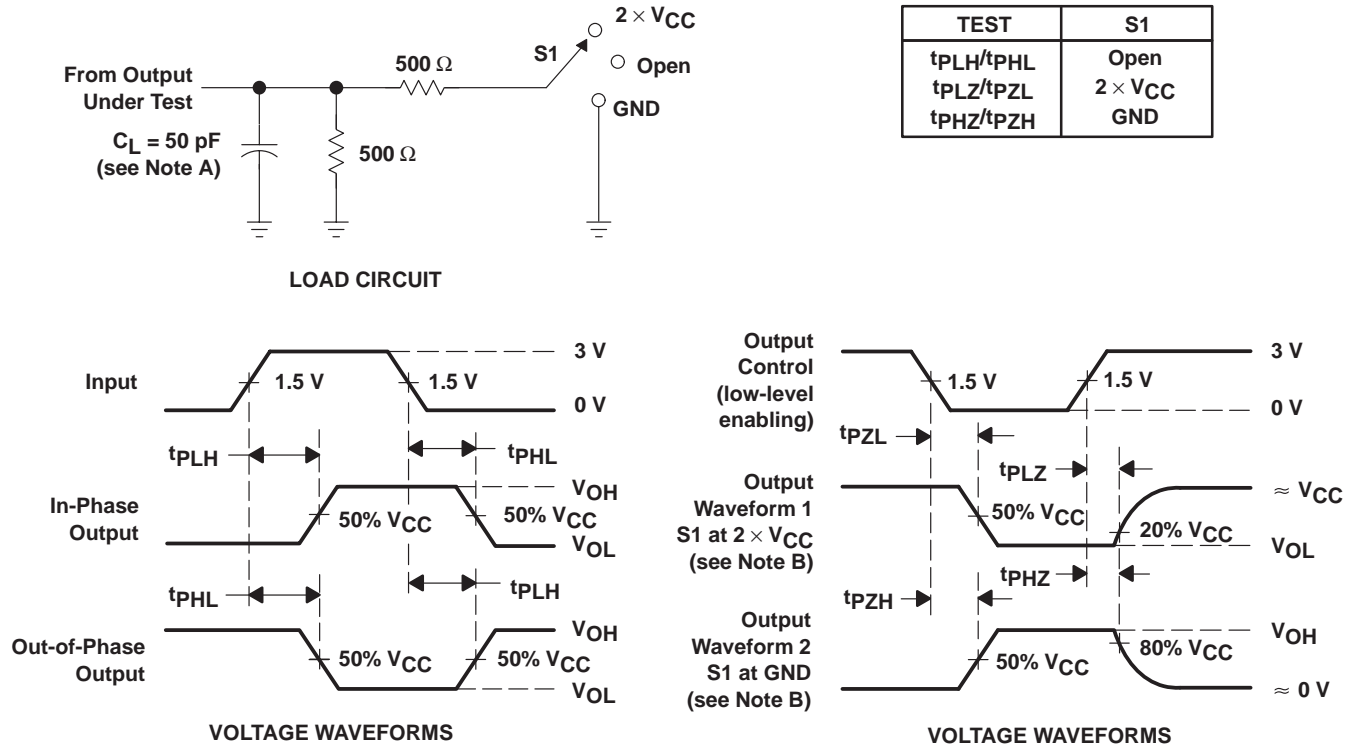 2 × VCC
S1
Open
GND
500 Ω
From Output
Under Test
CL = 50 pF
(see Note A)
500 Ω
LOAD CIRCUIT
TEST S1
tPLH/tPHL Open
tPLZ/tPZL 2 × VCC
tPHZ/tPZH GND
Input
1.5 V
1.5 V
3 V
0 V
tPLH
tPHL
In-Phase
Output
50% VCC
50% VCC
VOH
VOL
tPHL
tPLH
Out-of-Phase
Output
50% VCC
50% VCC
VOH
VOL
VOLTAGE WAVEFORMS
Output
Control
(low-level
enabling)
1.5 V
1.5 V
3 V
0 V
tPZL
tPLZ
Output
Waveform 1
S1 at 2 × VCC
(see Note B)
50% VCC
20% VCC
≈ VCC
VOL
tPZH
tPHZ
Output
Waveform 2
S1 at GND
(see Note B)
50% VCC
80% VCC
VOH
≈ 0 V
VOLTAGE WAVEFORMS